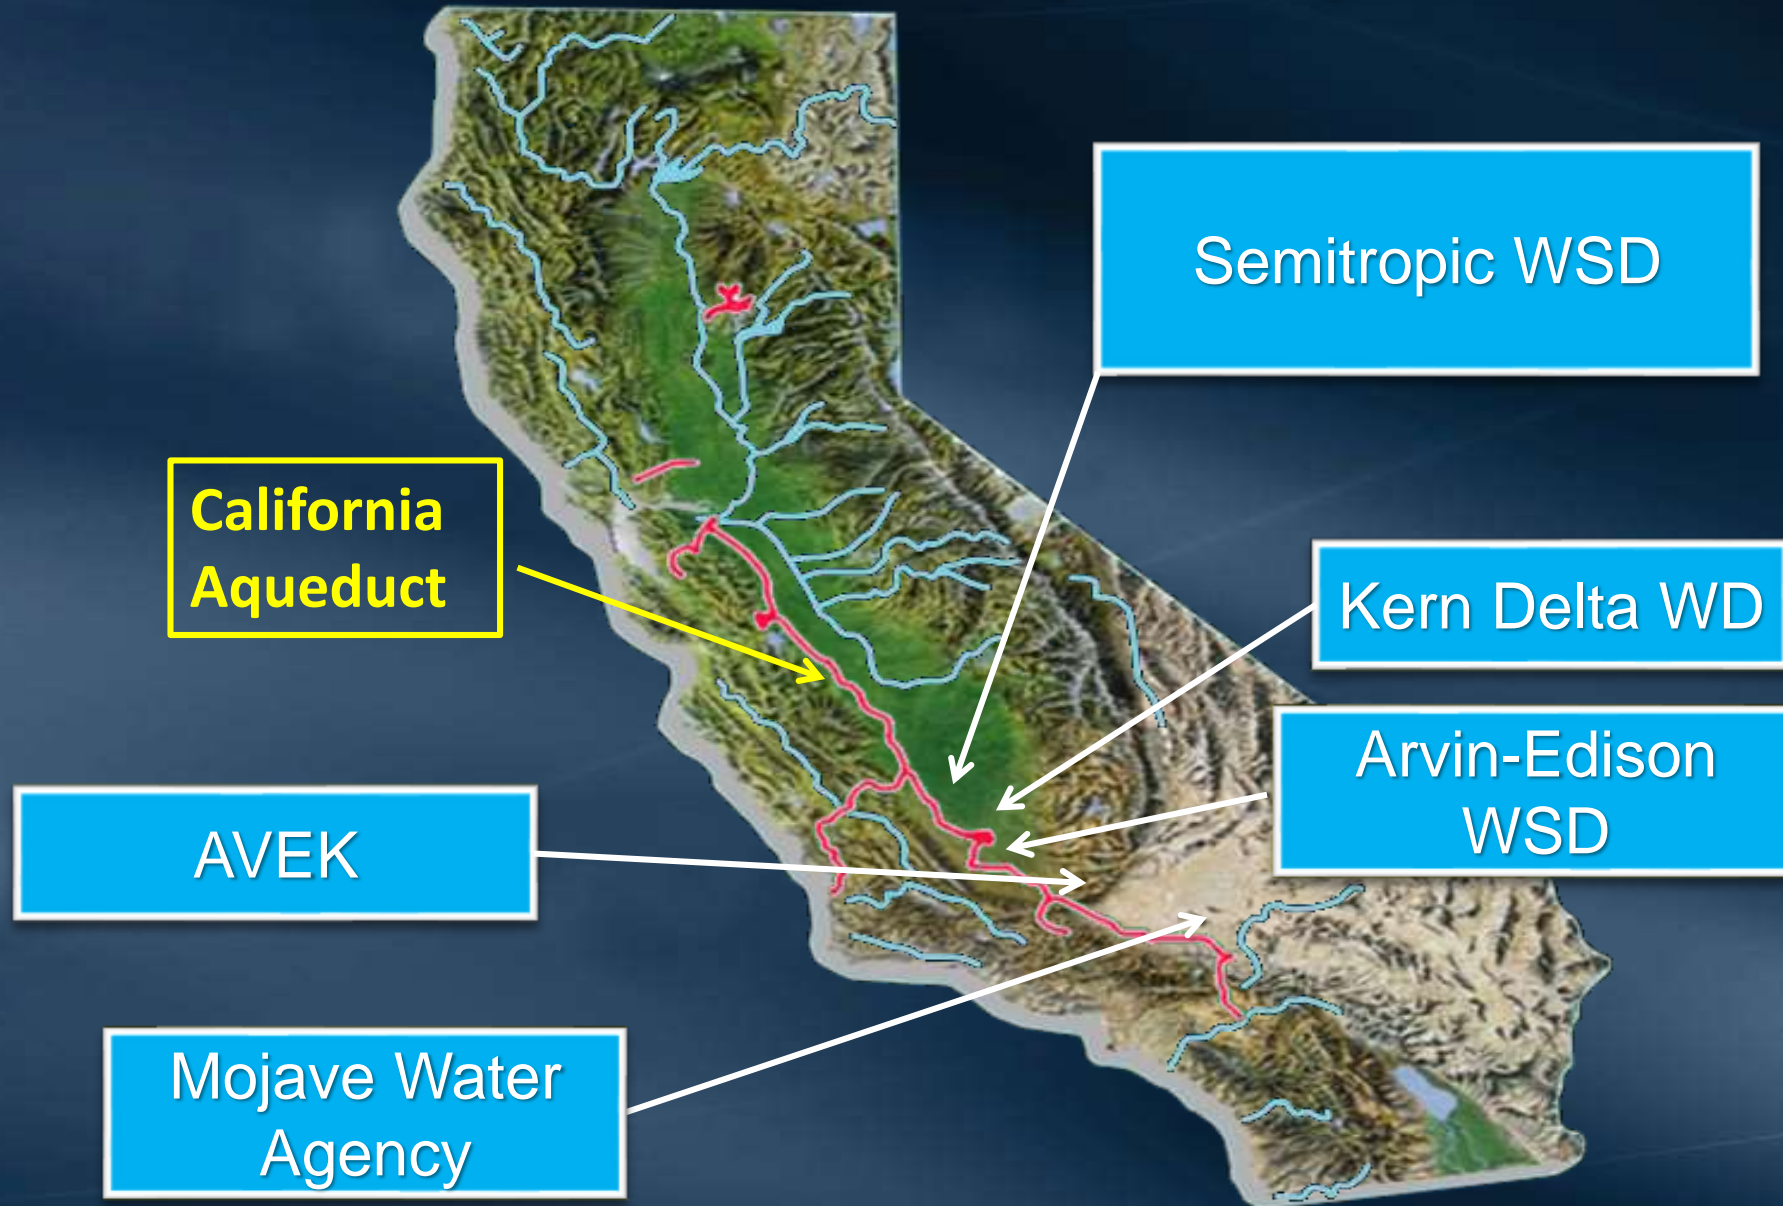 Semitropic WSD
California
Aqueduct
Kern Delta WD
Arvin-Edison
WSD
AVEK
Mojave Water
Agency